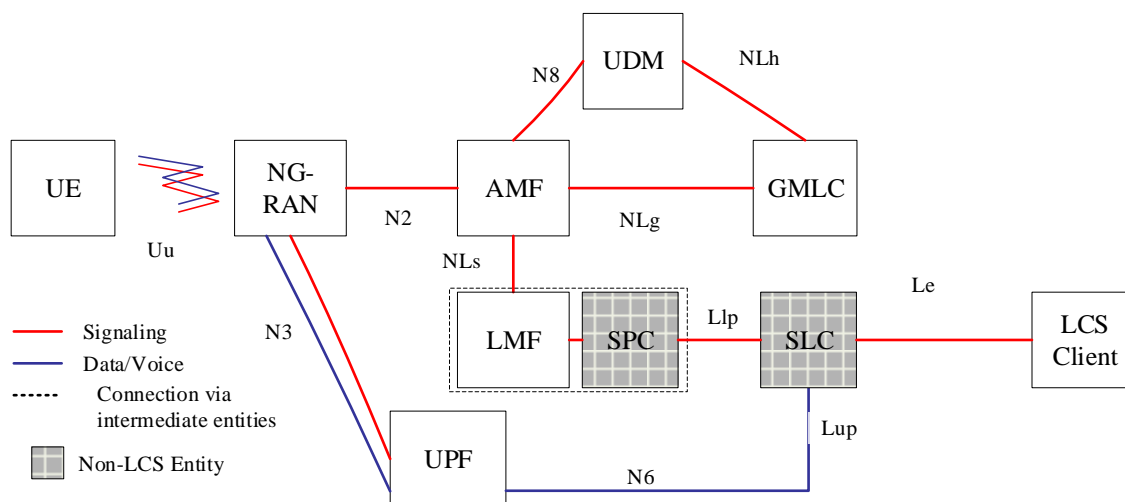 UDM
N8
NLh
UE
NG-
RAN
AMF
GMLC
N2
NLg
Uu
NLs
Le
Signaling
N3
LMF
SPC
Llp
SLC
LCS
Client
Data/Voice
Connection via
intermediate entities
Lup
Non-LCS Entity
UPF
N6